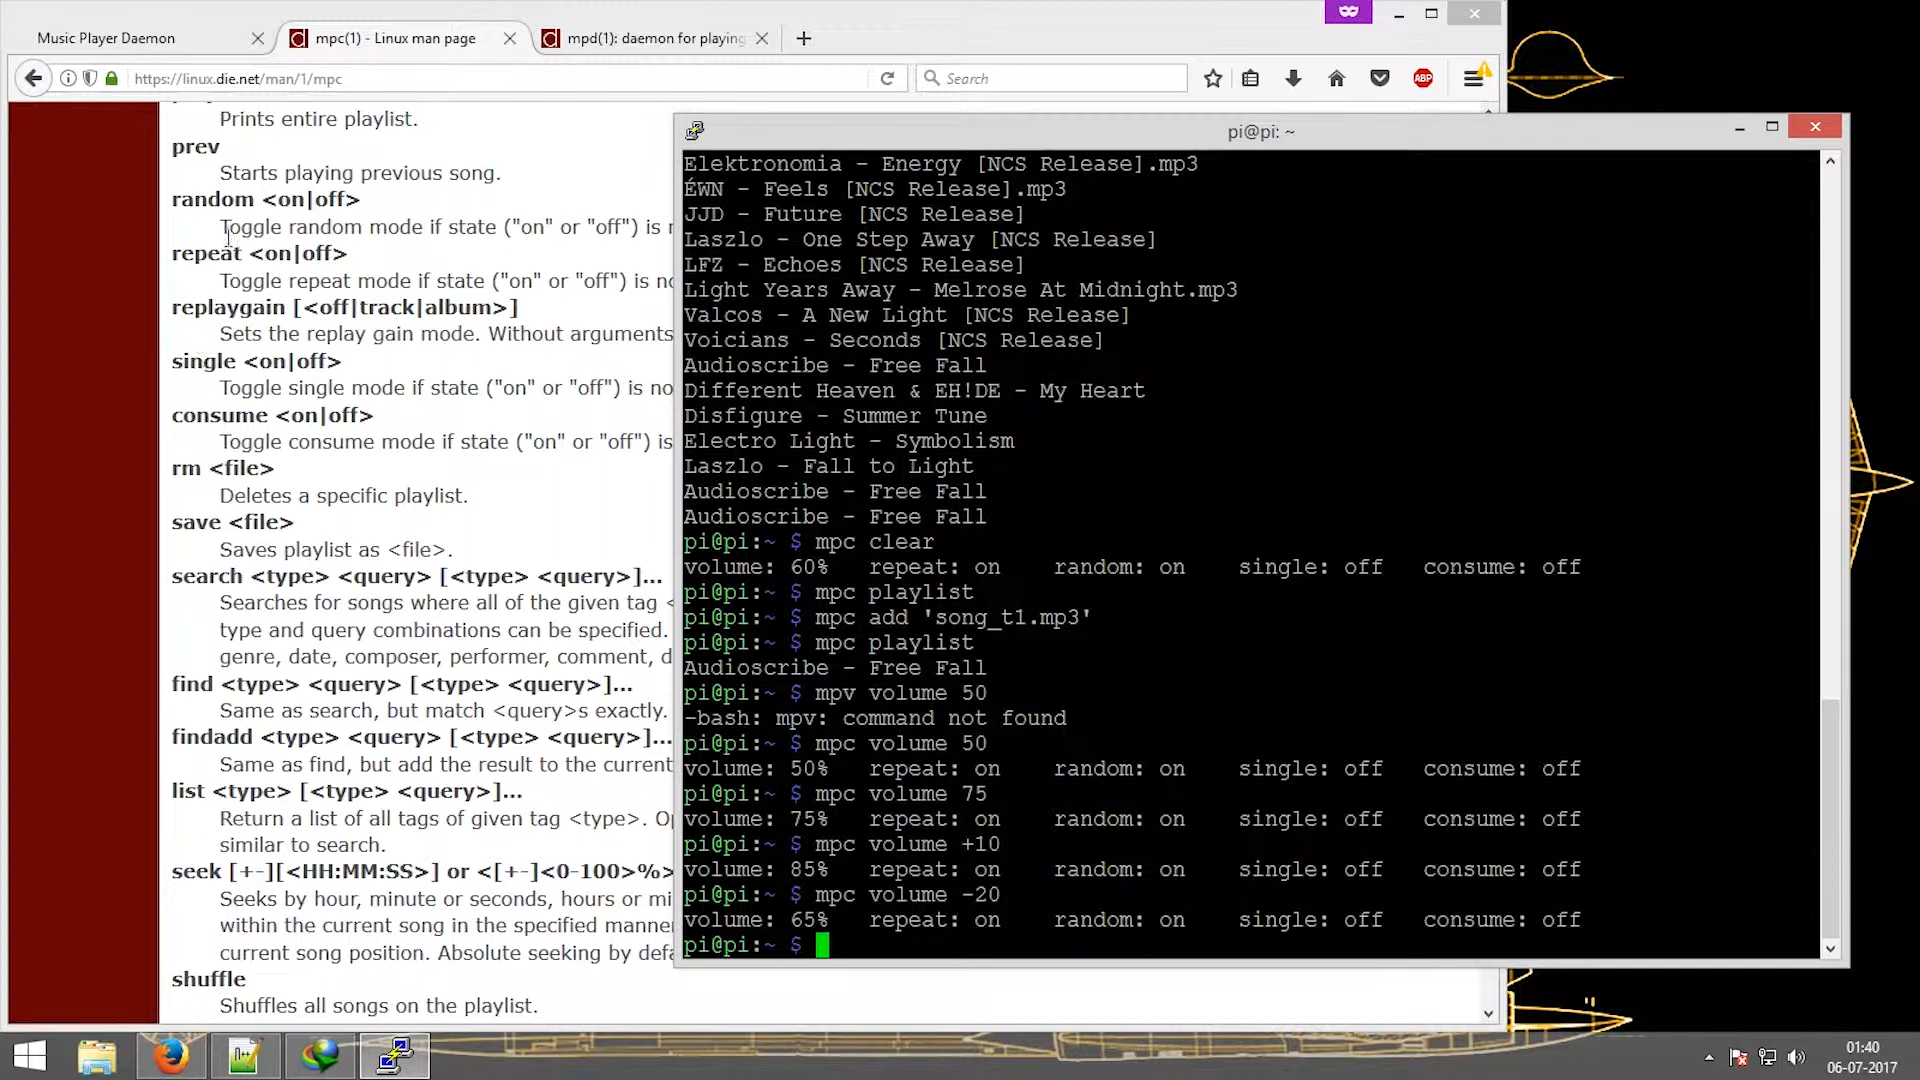 Music Player Daemon
mpc(1) - Linux man page
mpd(1): daemon for playing
https://linux.die.net/man/1/mpc
Search
ABP
Prints entire playlist.
prev
Starts playing previous song.
random <on|off>
Toggle random mode if state ("on" or "off") is
repeat <on|off>
Toggle repeat mode if state ("on" or "off") is
replaygain [<off|track|album>]
Sets the replay gain mode. Without arguments
single <on|off>
Toggle single mode if state ("on" or "off") is
consume <on|off>
Toggle consume mode if state ("on" or "off") is
rm <file>
Deletes a specific playlist.
save <file>
Saves playlist as <file>.
search <type> <query> [<type> <query>]...
Searches for songs where all of the given tag
type and query combinations can be specified.
genre, date, composer, performer, comment, d
find <type> <query> [<type> <query>]...
Same as search, but match <query>s exactly.
findadd <type> <query> [<type> <query>]...
Same as find, but add the result to the current
list <type> [<type> <query>]...
Return a list of all tags of given tag <type>.
similar to search.
seek [+-][<HH:MM:SS>] or <[+-]<0-100>%>
Seeks by hour, minute or seconds, hours or mi
within the current song in the specified manner
current song position. Absolute seeking by defa
shuffle
Shuffles all songs on the playlist.
pi@pi: ~
Elektronomia - Energy [NCS Release].mp3
ÉWN - Feels [NCS Release].mp3
JJD - Future [NCS Release]
Laszlo - One Step Away [NCS Release]
LFZ - Echoes [NCS Release]
Light Years Away - Melrose At Midnight.mp3
Valcos - A New Light [NCS Release]
Voicians - Seconds [NCS Release]
Audioscribe - Free Fall
Different Heaven & EH!DE - My Heart
Disfigure - Summer Tune
Electro Light - Symbolism
Laszlo - Fall to Light
Audioscribe - Free Fall
Audioscribe - Free Fall
pi@pi:~ $ mpc clear
volume: 60% repeat: on random: on single: off consume: off
pi@pi:~ $ mpc playlist
pi@pi:~ $ mpc add 'song_t1.mp3'
pi@pi:~ $ mpc playlist
Audioscribe - Free Fall
pi@pi:~ $ mpv volume 50
-bash: mpv: command not found
pi@pi:~ $ mpc volume 50
volume: 50% repeat: on random: on single: off consume: off
pi@pi:~ $ mpc volume 75
volume: 75% repeat: on random: on single: off consume: off
pi@pi:~ $ mpc volume +10
volume: 85% repeat: on random: on single: off consume: off
pi@pi:~ $ mpc volume -20
volume: 65% repeat: on random: on single: off consume: off
pi@pi:~ $
01:40
06-07-2017